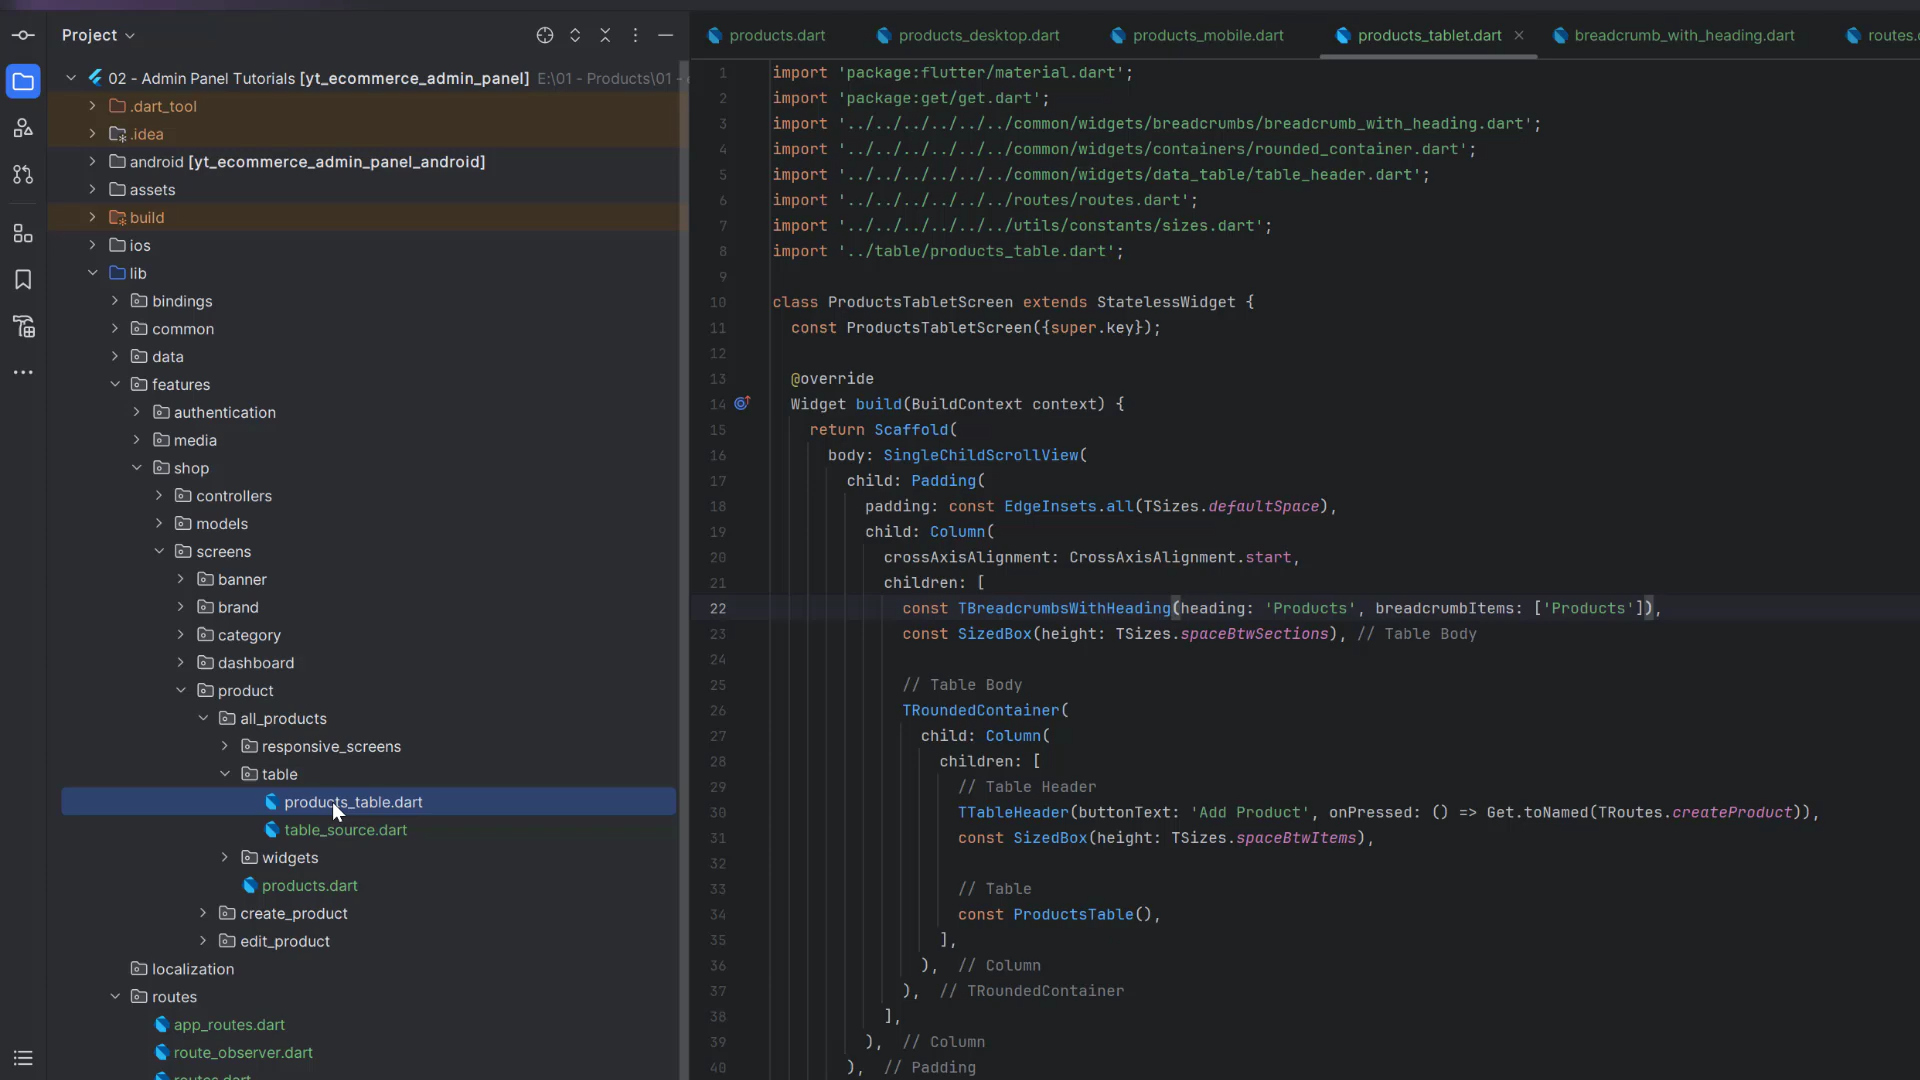 Project
02 - Admin Panel Tutorials [yt_ecommerce_admin_panel] E:\01 - Products\01 -
.dart_tool
.idea
android [yt_ecommerce_admin_panel_android]
assets
build
ios
lib
bindings
common
data
features
authentication
media
shop
controllers
models
screens
banner
brand
category
dashboard
product
all_products
responsive_screens
table
products_table.dart
table_source.dart
widgets
products.dart
create_product
edit_product
localization
routes
app_routes.dart
route_observer.dart
routes.dart
products.dart products_desktop.dart products_mobile.dart products_tablet.dart breadcrumb_with_heading.dart routes.
1 import 'package:flutter/material.dart';
2 import 'package:get/get.dart';
3 import '../../../../../../common/widgets/breadcrumbs/breadcrumb_with_heading.dart';
4 import '../../../../../../common/widgets/containers/rounded_container.dart';
5 import '../../../../../../common/widgets/data_table/table_header.dart';
6 import '../../../../../../routes/routes.dart';
7 import '../../../../../../utils/constants/sizes.dart';
8 import '../table/products_table.dart';
9
10 class ProductsTabletScreen extends StatelessWidget {
11 const ProductsTabletScreen({super.key});
12
13 @override
14 Widget build(BuildContext context) {
15 return Scaffold(
16 body: SingleChildScrollView(
17 child: Padding(
18 padding: const EdgeInsets.all(TSizes.defaultSpace),
19 child: Column(
20 crossAxisAlignment: CrossAxisAlignment.start,
21 children: [
22 const TBreadcrumbsWithHeading(heading: 'Products', breadcrumbItems: ['Products']),
23 const SizedBox(height: TSizes.spaceBtwSections), // Table Body
24
25 // Table Body
26 TRoundedContainer(
27 child: Column(
28 children: [
29 // Table Header
30 TTableHeader(buttonText: 'Add Product', onPressed: () => Get.toNamed(TRoutes.createProduct)),
31 const SizedBox(height: TSizes.spaceBtwItems),
32
33 // Table
34 const ProductsTable(),
35 ],
36 ), // Column
37 ), // TRoundedContainer
38 ],
39 ), // Column
40 ), // Padding